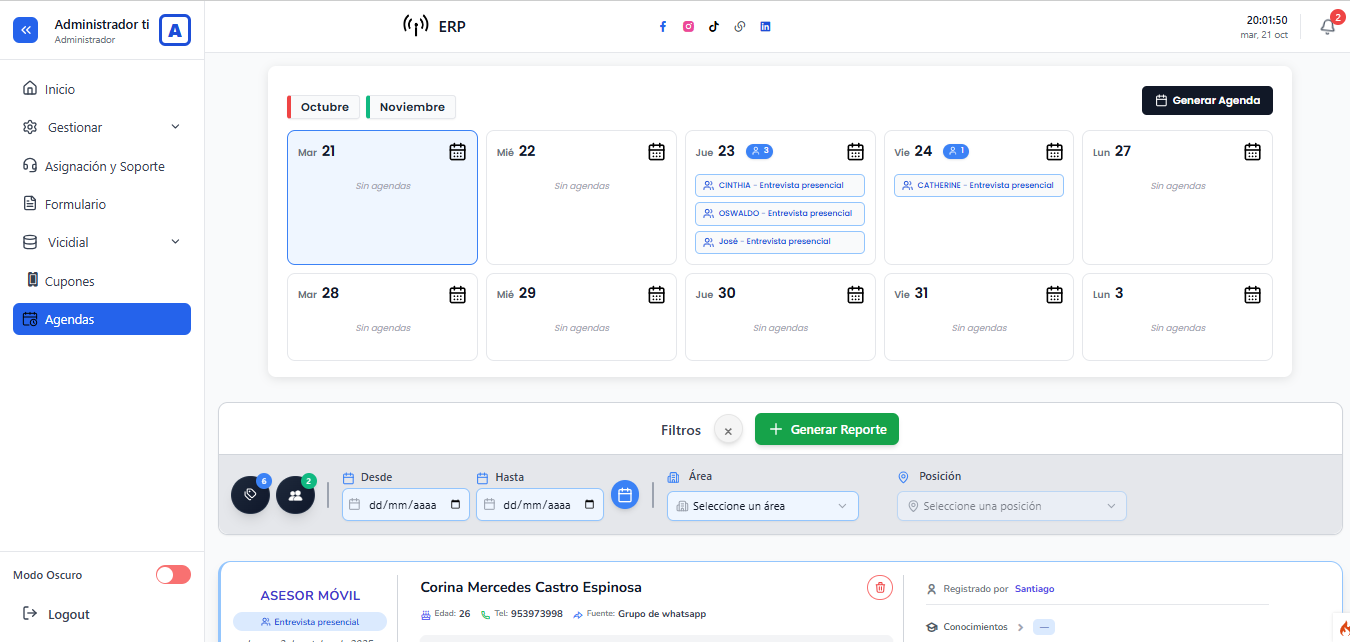 Administrador ti
Administrador
A
ERP
20:01:50
mar, 21 oct
2
Inicio
Gestionar
Asignación y Soporte
Formulario
Vicidial
Cupones
Agendas
Modo Oscuro
Logout
Octubre
Noviembre
Generar Agenda
Mar 21
Sin agendas
Mié 22
Sin agendas
Jue 23
3
CINTHIA - Entrevista presencial
OSWALDO - Entrevista presencial
José - Entrevista presencial
Vie 24
1
CATHERINE - Entrevista presencial
Lun 27
Sin agendas
Mar 28
Sin agendas
Mié 29
Sin agendas
Jue 30
Sin agendas
Vie 31
Sin agendas
Lun 3
Sin agendas
Filtros
×
Generar Reporte
6
2
Desde
dd/mm/aaaa
Hasta
dd/mm/aaaa
Área
Seleccione un área
Posición
Seleccione una posición
ASESOR MÓVIL
Entrevista presencial
Corina Mercedes Castro Espinosa
Edad: 26
Tel: 953973998
Fuente: Grupo de whatsapp
Registrado por Santiago
Conocimientos
—